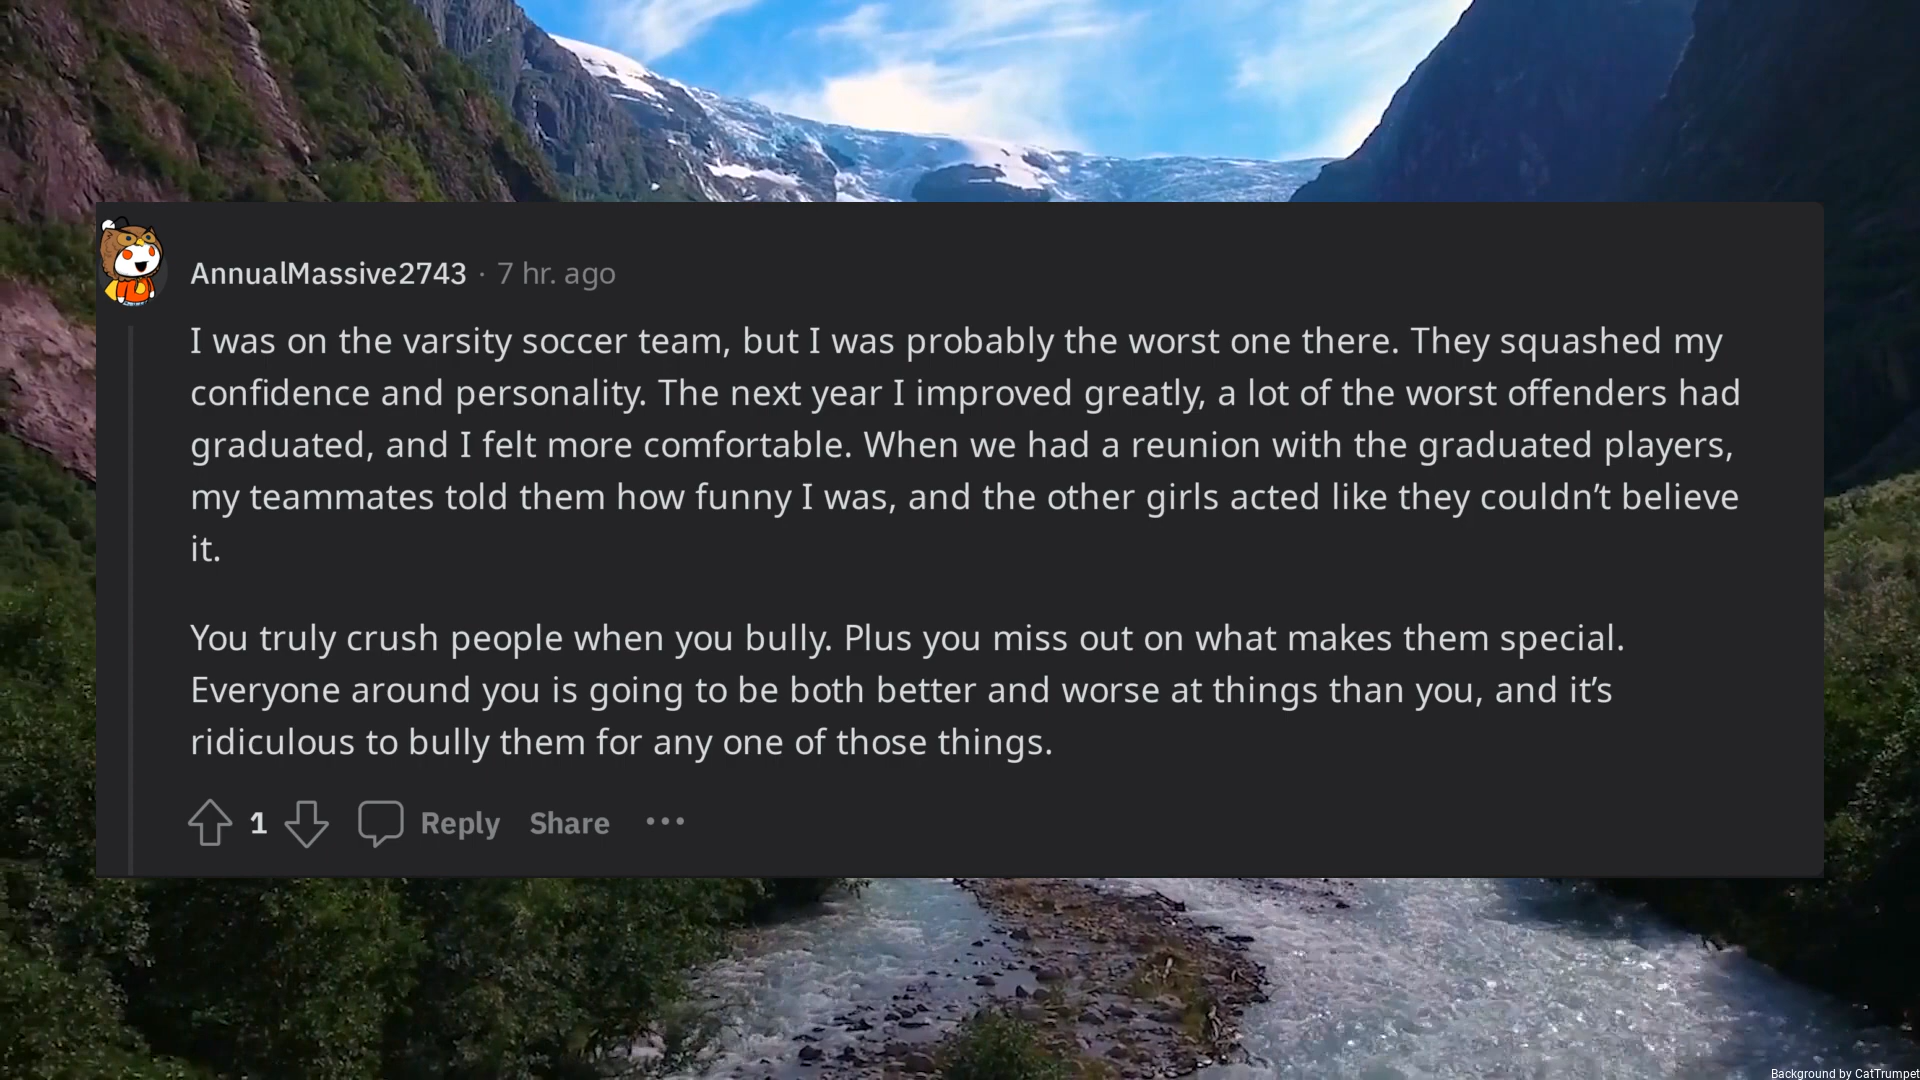 AnnualMassive2743 · 7 hr. ago
I was on the varsity soccer team, but I was probably the worst one there. They squashed my
confidence and personality. The next year I improved greatly, a lot of the worst offenders had
graduated, and I felt more comfortable. When we had a reunion with the graduated players,
my teammates told them how funny I was, and the other girls acted like they couldn’t believe
it.
You truly crush people when you bully. Plus you miss out on what makes them special.
Everyone around you is going to be both better and worse at things than you, and it’s
ridiculous to bully them for any one of those things.
1 Reply Share ···
Background by CatTrumpet